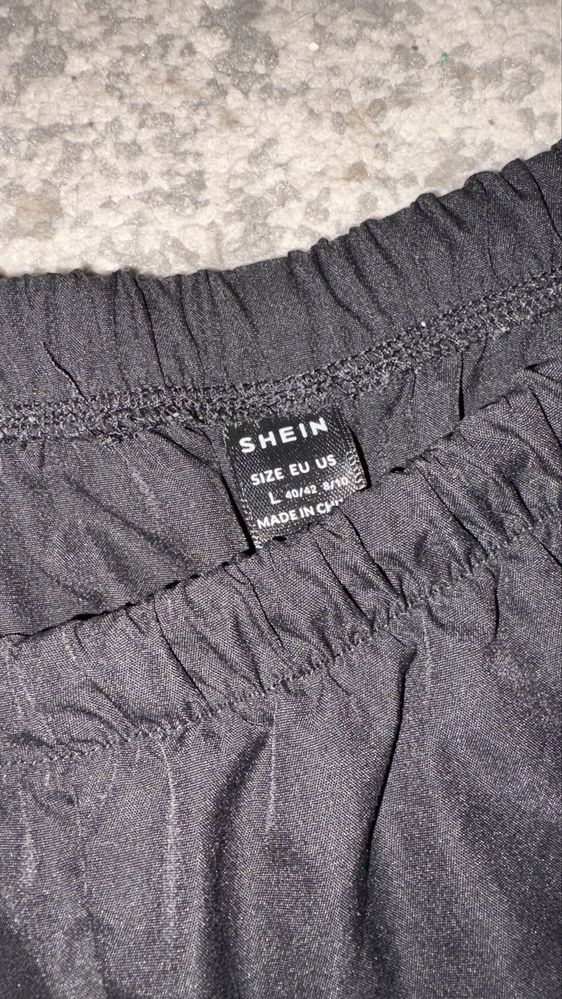 SHEIN
SIZE EU US
L 40/42 8/10
MADE IN